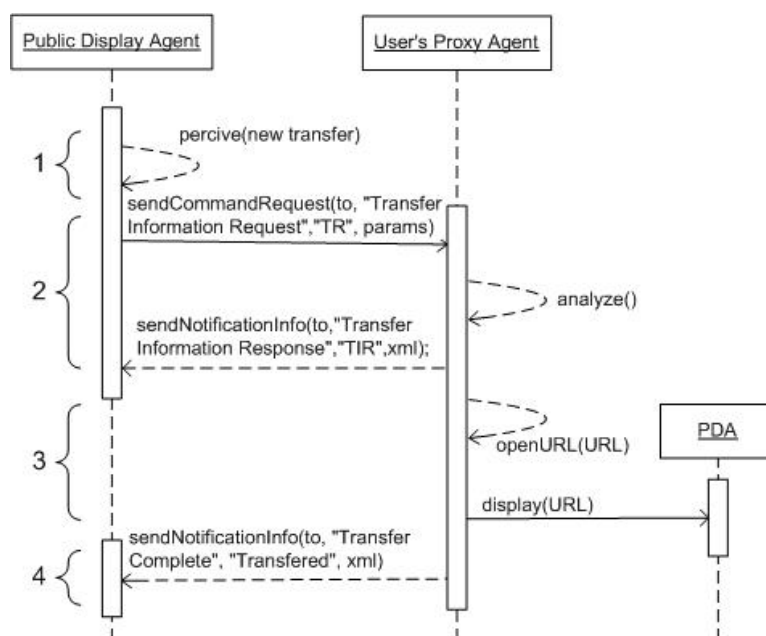 Public Display Agent
User's Proxy Agent
1
percive(new transfer)
sendCommandRequest(to, "Transfer
Information Request","TR", params)
2
analyze()
sendNotificationInfo(to,"Transfer
Information Response","TIR",xml);
3
openURL(URL)
PDA
display(URL)
sendNotificationInfo(to, "Transfer
Complete", "Transfered", xml)
4